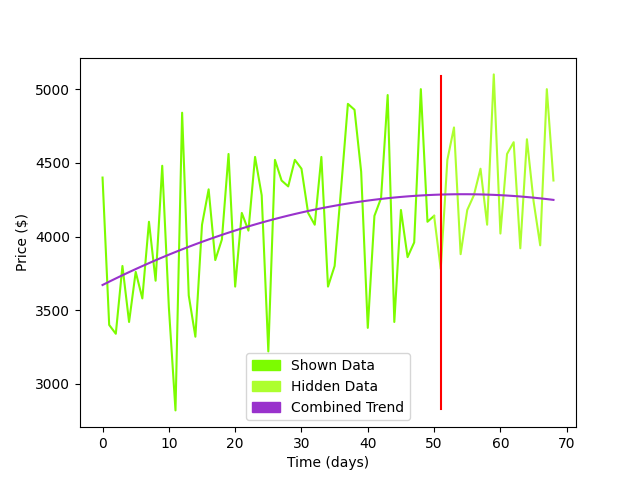 5000
4500
4000
3500
3000
Price ($)
Shown Data
Hidden Data
Combined Trend
0 10 20 30 40 50 60 70
Time (days)